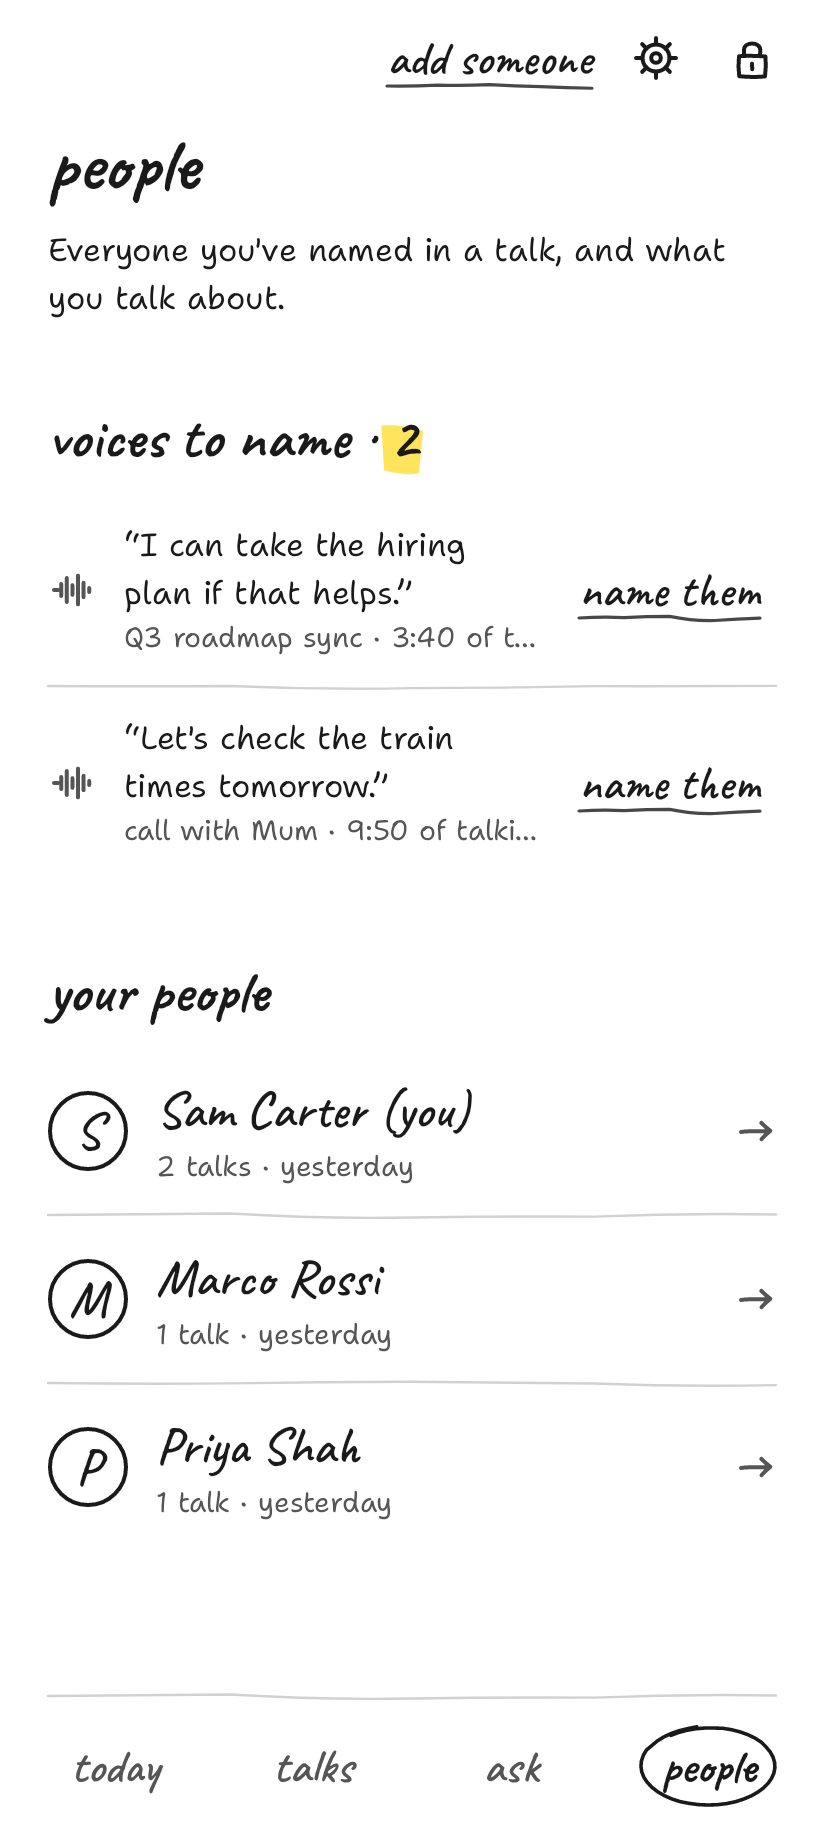 add someone
people
Everyone you've named in a talk, and what
you talk about.
voices to name · 2
“I can take the hiring
plan if that helps.”
name them
Q3 roadmap sync · 3:40 of t...
“Let's check the train
times tomorrow.”
name them
call with Mum · 9:50 of talki...
your people
S
Sam Carter (you)
2 talks · yesterday
M
Marco Rossi
1 talk · yesterday
P
Priya Shah
1 talk · yesterday
today talks ask people